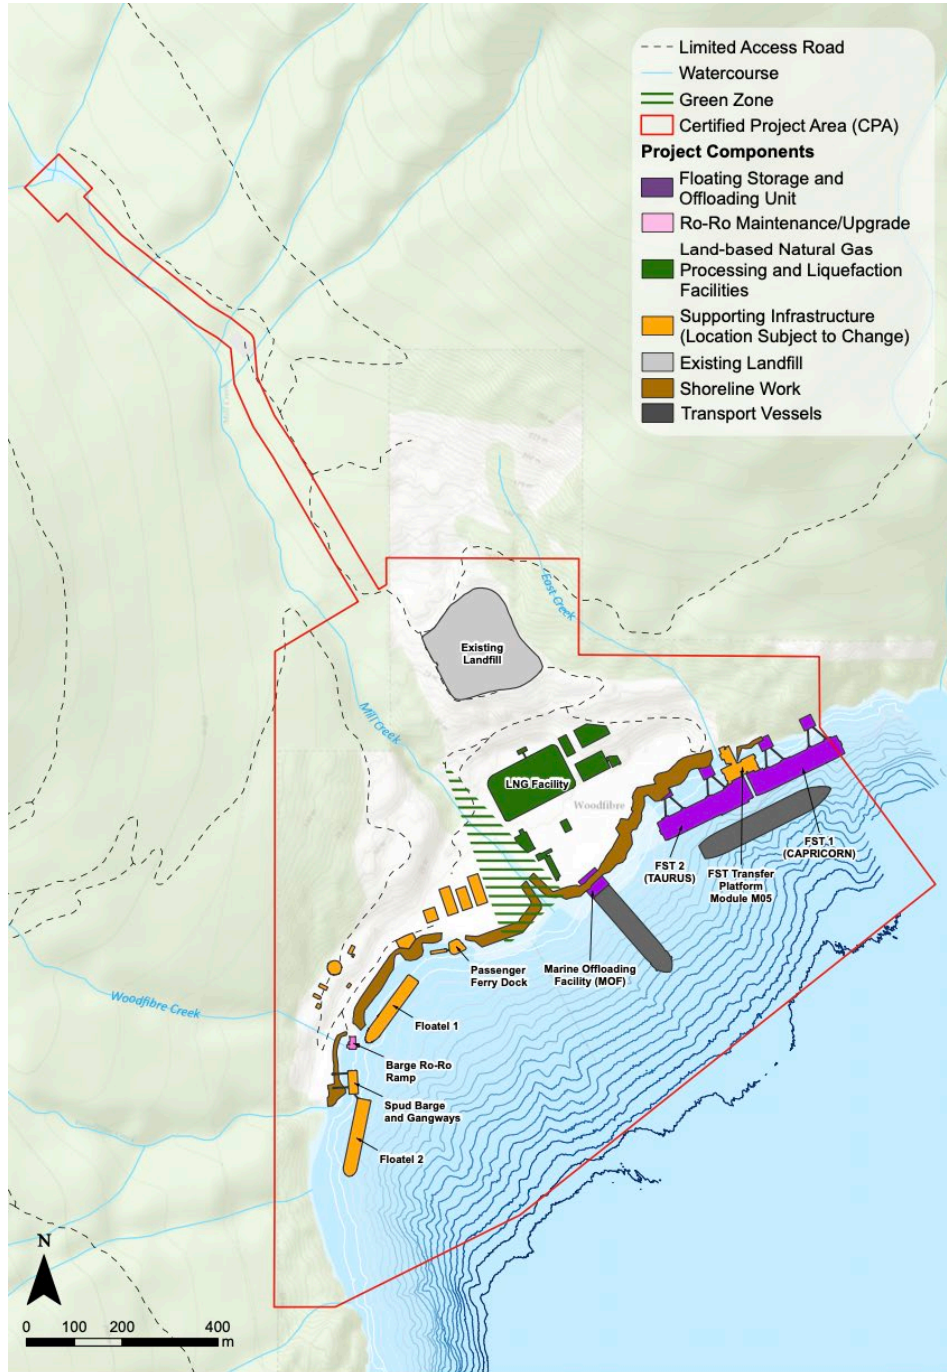 Limited Access Road
Watercourse
Green Zone
Certified Project Area (CPA)
Project Components
Floating Storage and
Offloading Unit
Ro-Ro Maintenance/Upgrade
Land-based Natural Gas
Processing and Liquefaction
Facilities
Supporting Infrastructure
(Location Subject to Change)
Existing Landfill
Shoreline Work
Transport Vessels
Mill Creek
East Creek
Existing
Landfill
Mill Creek
LNG Facility
Woodfibre
FST 1
(CAPRICORN)
FST 2
(TAURUS)
FST Transfer
Platform
Module M05
Passenger
Ferry Dock
Marine Offloading
Facility (MOF)
Woodfibre Creek
Floatel 1
Barge Ro-Ro
Ramp
Spud Barge
and Gangways
Floatel 2
N
0 100 200 400
m